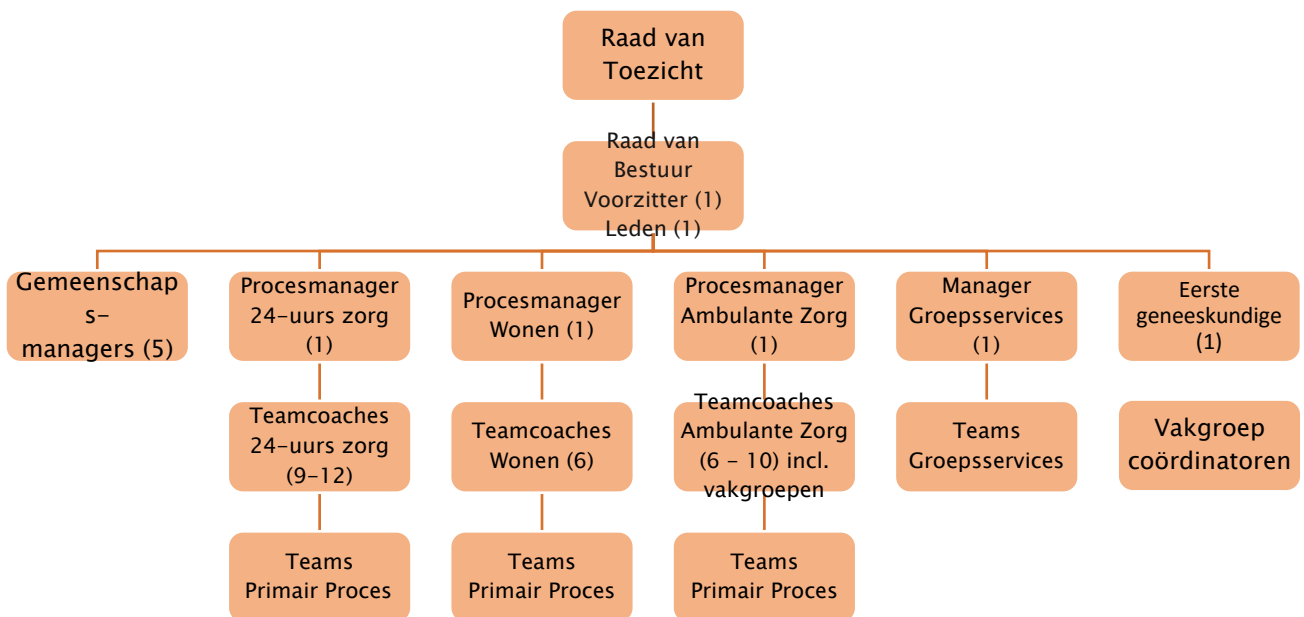 Raad van
Toezicht
Raad van
Bestuur
Voorzitter (1)
Leden (1)
Gemeenschap
s-
managers (5)
Procesmanager
24-uurs zorg
(1)
Procesmanager
Wonen (1)
Procesmanager
Ambulante Zorg
(1)
Manager
Groepsservices
(1)
Eerste
geneeskundige
(1)
Teamcoaches
24-uurs zorg
(9-12)
Teamcoaches
Wonen (6)
Teamcoaches
Ambulante Zorg
(6 - 10) incl.
vakgroepen
Teams
Groepsservices
Vakgroep
coördinatoren
Teams
Primair Proces
Teams
Primair Proces
Teams
Primair Proces